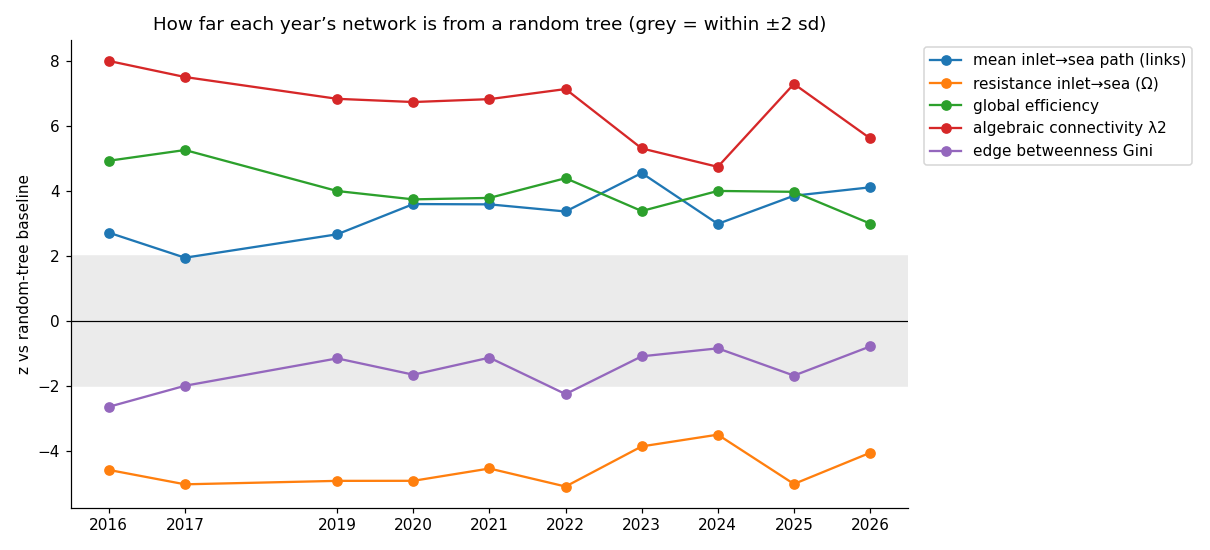 How far each year’s network is from a random tree (grey = within ±2 sd)
z vs random-tree baseline
8
6
4
2
0
−2
−4
2016 2017 2019 2020 2021 2022 2023 2024 2025 2026
mean inlet→sea path (links)
resistance inlet→sea (Ω)
global efficiency
algebraic connectivity λ2
edge betweenness Gini